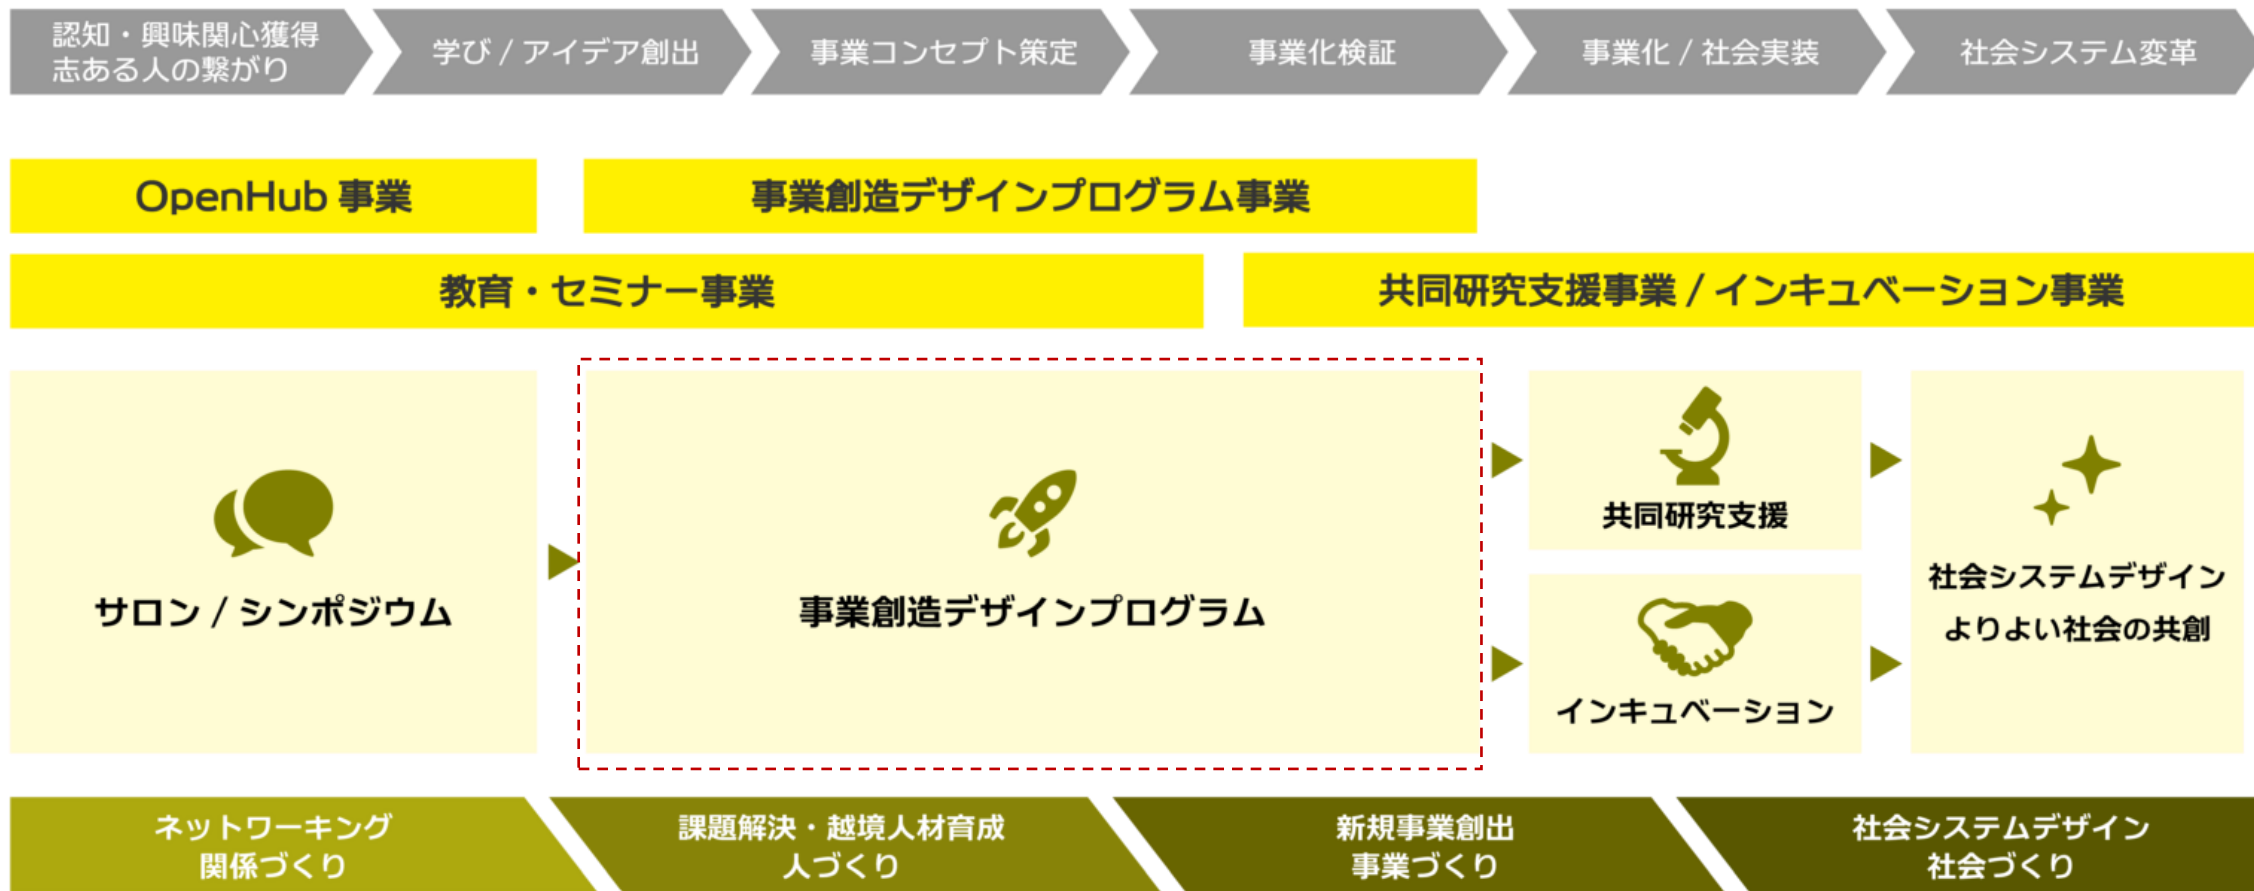 認知・興味関心獲得
志ある人の繋がり
学び / アイデア創出
事業コンセプト策定
事業化検証
事業化 / 社会実装
社会システム変革
OpenHub 事業
事業創造デザインプログラム事業
教育・セミナー事業
共同研究支援事業 / インキュベーション事業
サロン / シンポジウム
事業創造デザインプログラム
共同研究支援
インキュベーション
社会システムデザイン
よりよい社会の共創
ネットワーキング
関係づくり
課題解決・越境人材育成
人づくり
新規事業創出
事業づくり
社会システムデザイン
社会づくり